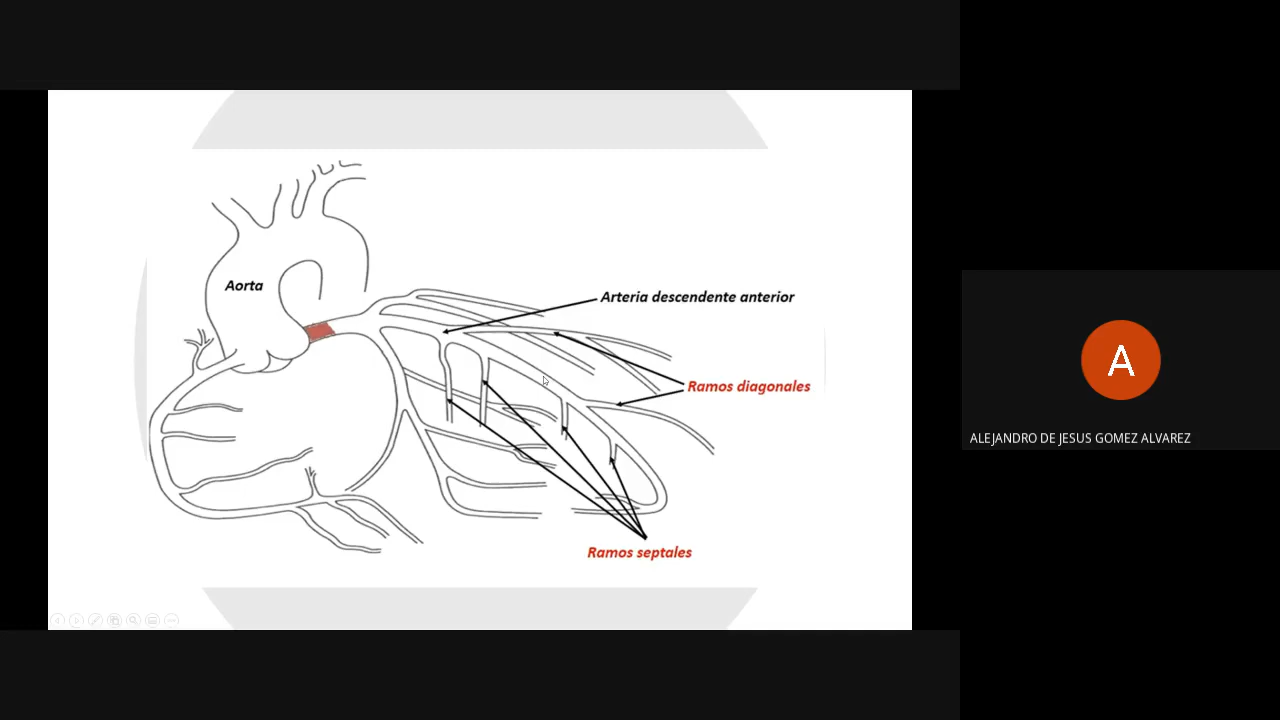 Aorta
Arteria descendente anterior
Ramos diagonales
Ramos septales
A
ALEJANDRO DE JESUS GOMEZ ALVAREZ